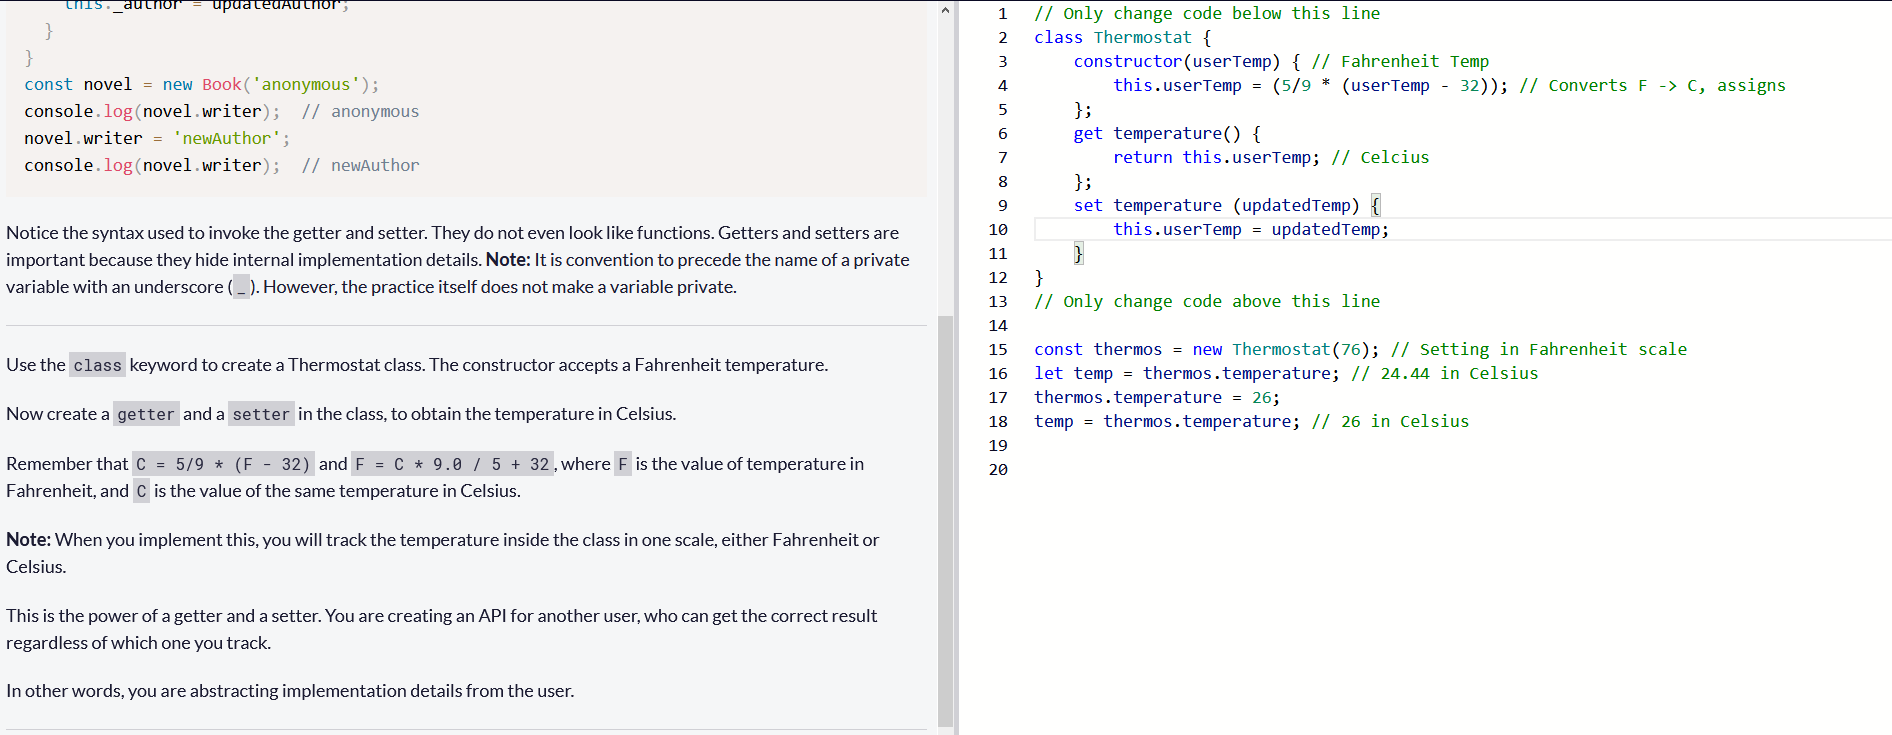 this._author = updatedAuthor;
}
}
const novel = new Book('anonymous');
console.log(novel.writer);  // anonymous
novel.writer = 'newAuthor';
console.log(novel.writer);  // newAuthor
Notice the syntax used to invoke the getter and setter. They do not even look like functions. Getters and setters are
important because they hide internal implementation details. Note: It is convention to precede the name of a private
variable with an underscore (_). However, the practice itself does not make a variable private.
Use the class keyword to create a Thermostat class. The constructor accepts a Fahrenheit temperature.
Now create a getter and a setter in the class, to obtain the temperature in Celsius.
Remember that C = 5/9 * (F - 32) and F = C * 9.0 / 5 + 32, where F is the value of temperature in
Fahrenheit, and C is the value of the same temperature in Celsius.
Note: When you implement this, you will track the temperature inside the class in one scale, either Fahrenheit or
Celsius.
This is the power of a getter and a setter. You are creating an API for another user, who can get the correct result
regardless of which one you track.
In other words, you are abstracting implementation details from the user.
1 // Only change code below this line
2 class Thermostat {
3 constructor(userTemp) { // Fahrenheit Temp
4 this.userTemp = (5/9 * (userTemp - 32)); // Converts F -> C, assigns
5 };
6 get temperature() {
7 return this.userTemp; // Celcius
8 };
9 set temperature (updatedTemp) {
10 this.userTemp = updatedTemp;
11 }
12 }
13 // Only change code above this line
14
15 const thermos = new Thermostat(76); // Setting in Fahrenheit scale
16 let temp = thermos.temperature; // 24.44 in Celsius
17 thermos.temperature = 26;
18 temp = thermos.temperature; // 26 in Celsius
19
20